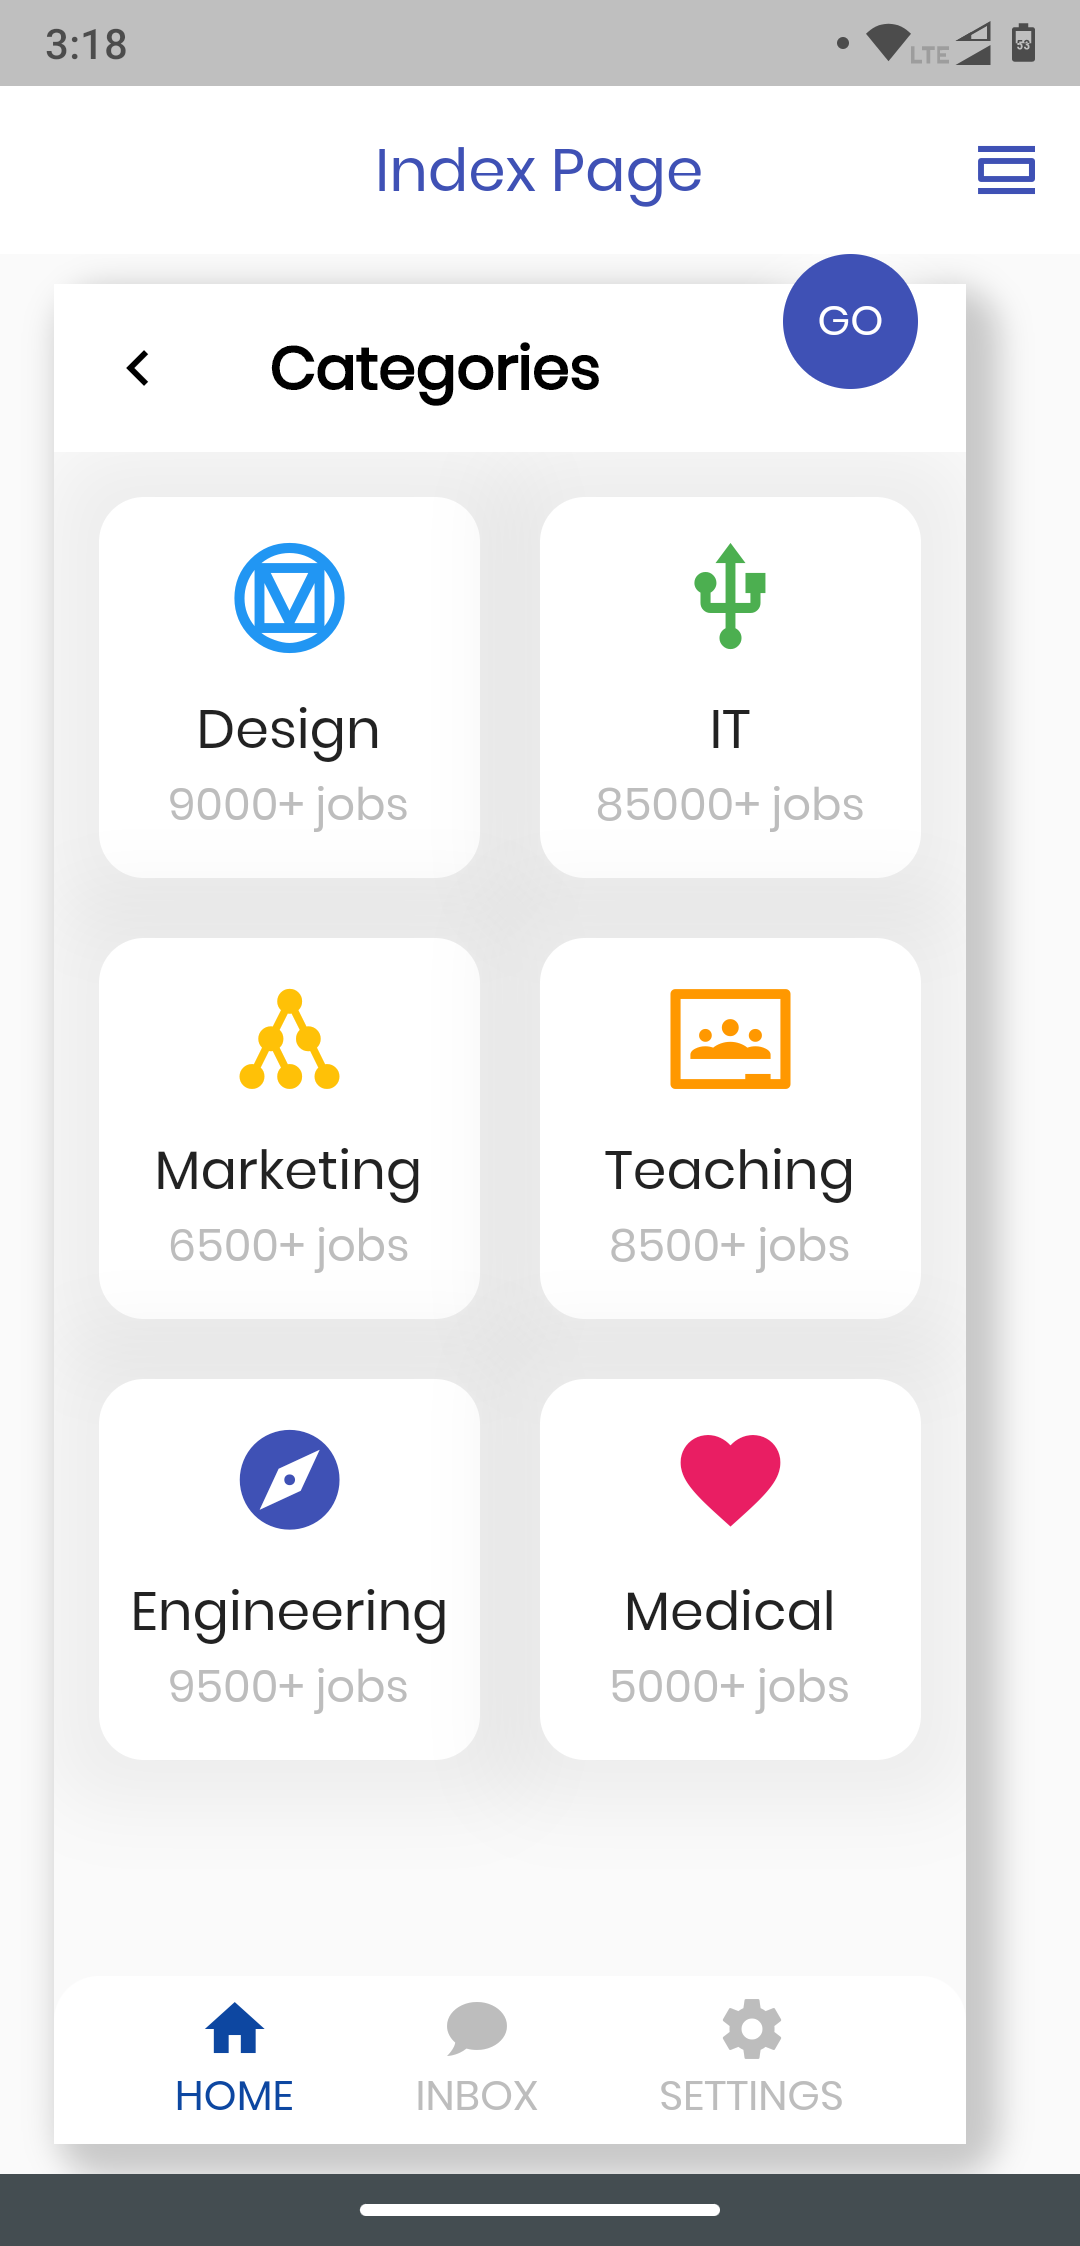 3:18
LTE
53
Index Page
GO
Categories
Design
9000+ jobs
IT
85000+ jobs
Marketing
6500+ jobs
Teaching
8500+ jobs
Engineering
9500+ jobs
Medical
5000+ jobs
HOME
INBOX
SETTINGS